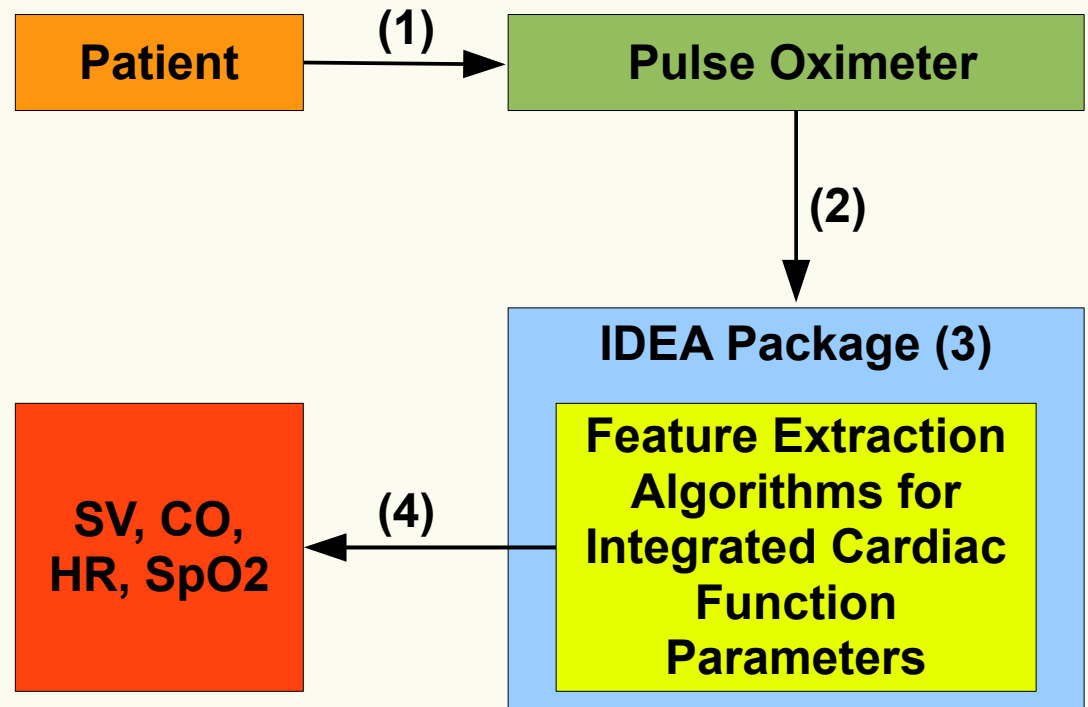 Patient
(1)
Pulse Oximeter
(2)
IDEA Package (3)
Feature Extraction
Algorithms for
Integrated Cardiac
Function
Parameters
(4)
SV, CO,
HR, SpO2